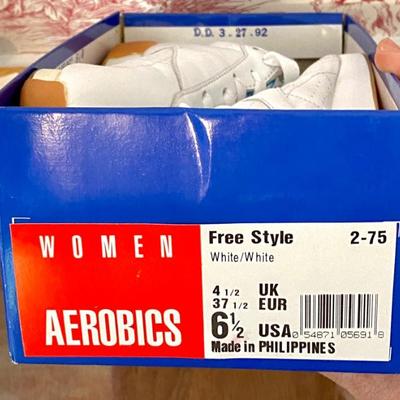 D.D. 3.27.92
WOMEN
AEROBICS
Free Style 2-75
White/White
4 1/2 UK
37 1/2 EUR
6 1/2 USA
0 54871 05691 8
Made in PHILIPPINES